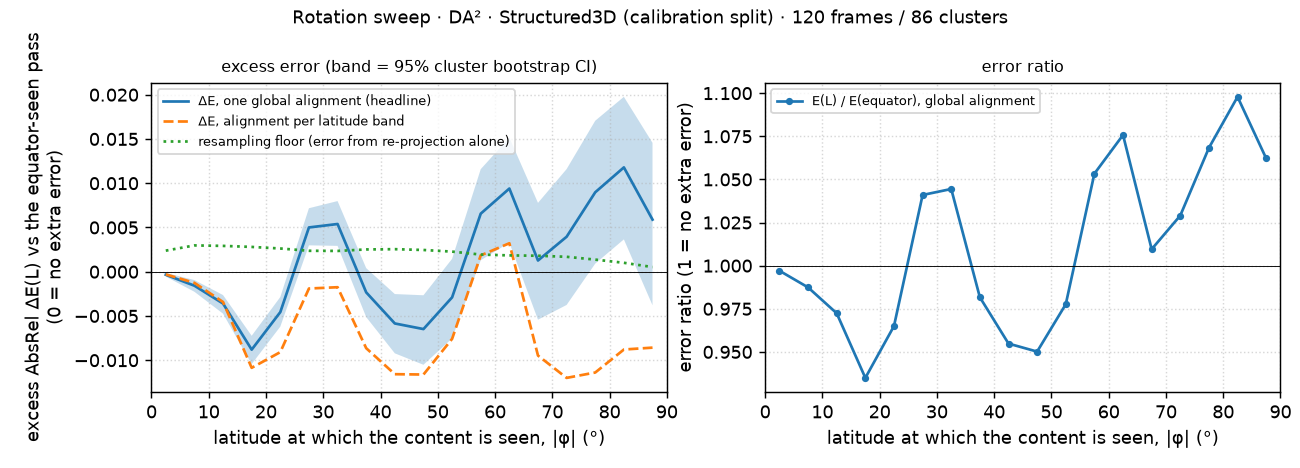 Rotation sweep · DA² · Structured3D (calibration split) · 120 frames / 86 clusters
excess error (band = 95% cluster bootstrap CI)
excess AbsRel ΔE(L) vs the equator-seen pass
(0 = no extra error)
0.020
0.015
0.010
0.005
0.000
−0.005
−0.010
ΔE, one global alignment (headline)
ΔE, alignment per latitude band
resampling floor (error from re-projection alone)
0 10 20 30 40 50 60 70 80 90
latitude at which the content is seen, |φ| (°)
error ratio
error ratio (1 = no extra error)
1.100
1.075
1.050
1.025
1.000
0.975
0.950
E(L) / E(equator), global alignment
0 10 20 30 40 50 60 70 80 90
latitude at which the content is seen, |φ| (°)